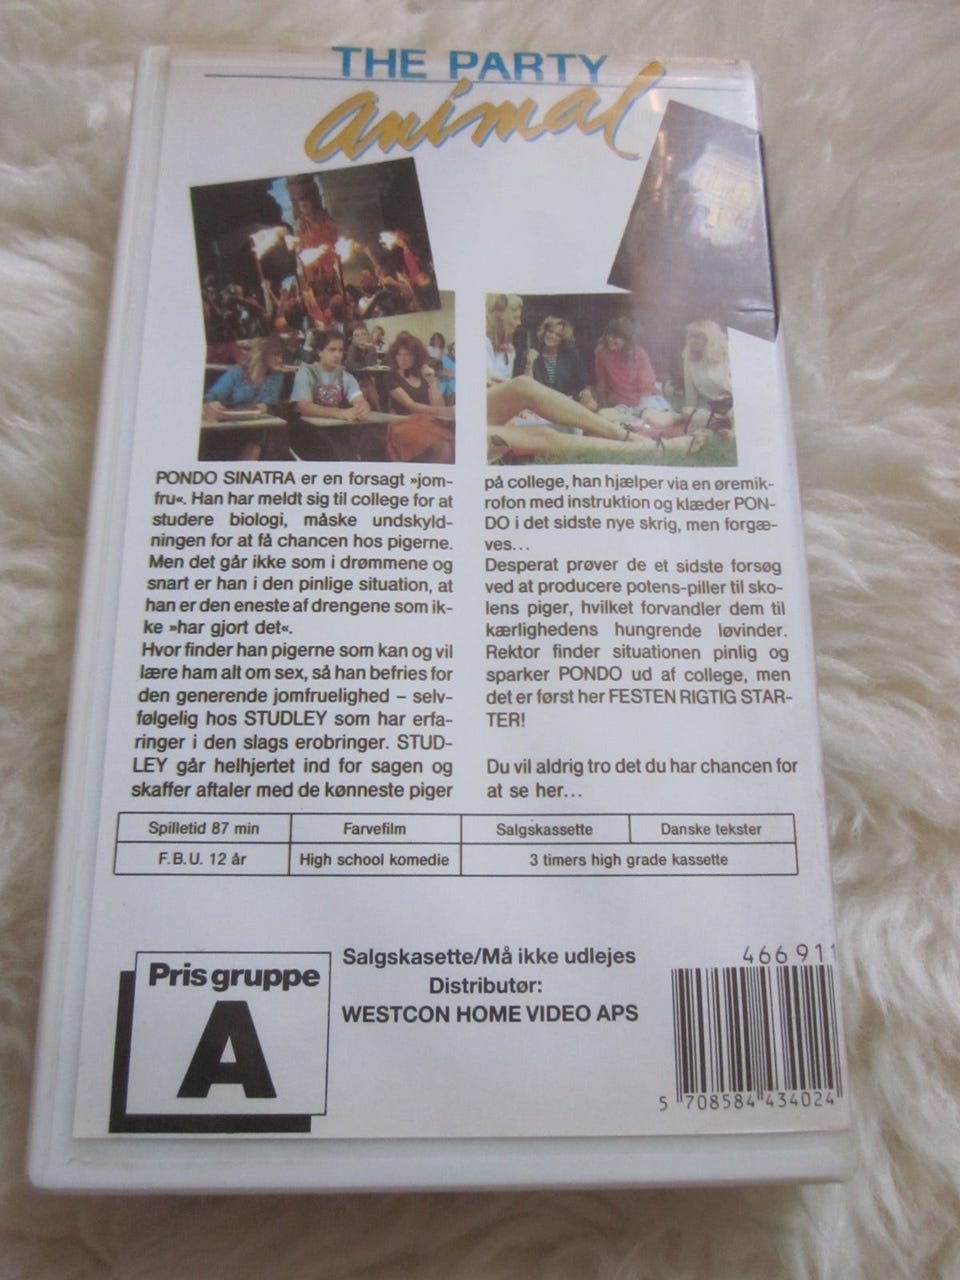 THE PARTY
animal
PONDO SINATRA er en forsagt »jom-
fru«. Han har meldt sig til college for at
studere biologi, måske undskyld-
ningen for at få chancen hos pigerne.
Men det går ikke som i drømmene og
snart er han i den pinlige situation, at
han er den eneste af drengene som ik-
ke »har gjort det«.
Hvor finder han pigerne som kan og vil
lære ham alt om sex, så han befries for
den generende jomfruelighed – selv-
følgelig hos STUDLEY som har erfa-
ringer i den slags erobringer. STUD-
LEY går helhjertet ind for sagen og
skaffer aftaler med de kønneste piger
på college, han hjælper via en øremik-
rofon med instruktion og klæder PON-
DO i det sidste nye skrig, men forgæ-
ves...
Desperat prøver de et sidste forsøg
ved at producere potens-piller til sko-
lens piger, hvilket forvandler dem til
kærlighedens hungrende løvinder.
Rektor finder situationen pinlig og
sparker PONDO ud af college, men
det er først her FESTEN RIGTIG STAR-
TER!
Du vil aldrig tro det du har chancen for
at se her...
Spilletid 87 min Farvefilm Salgskassette Danske tekster
F.B.U. 12 år High school komedie 3 timers high grade kassette
Pris gruppe
A
Salgskasette/Må ikke udlejes
Distributør:
WESTCON HOME VIDEO APS
466 911
5 708584 434024